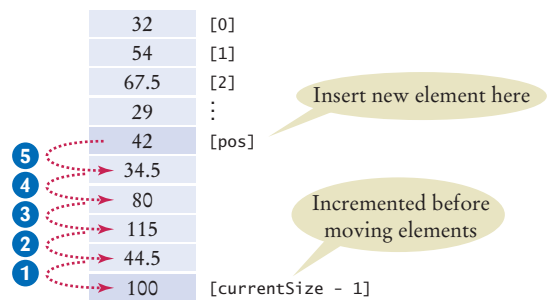 32 [0]
54 [1]
67.5 [2]
29 ⋮
Insert new element here
42 [pos]
5
34.5
4
80
3
115
Incremented before
moving elements
2
44.5
1
100 [currentSize - 1]